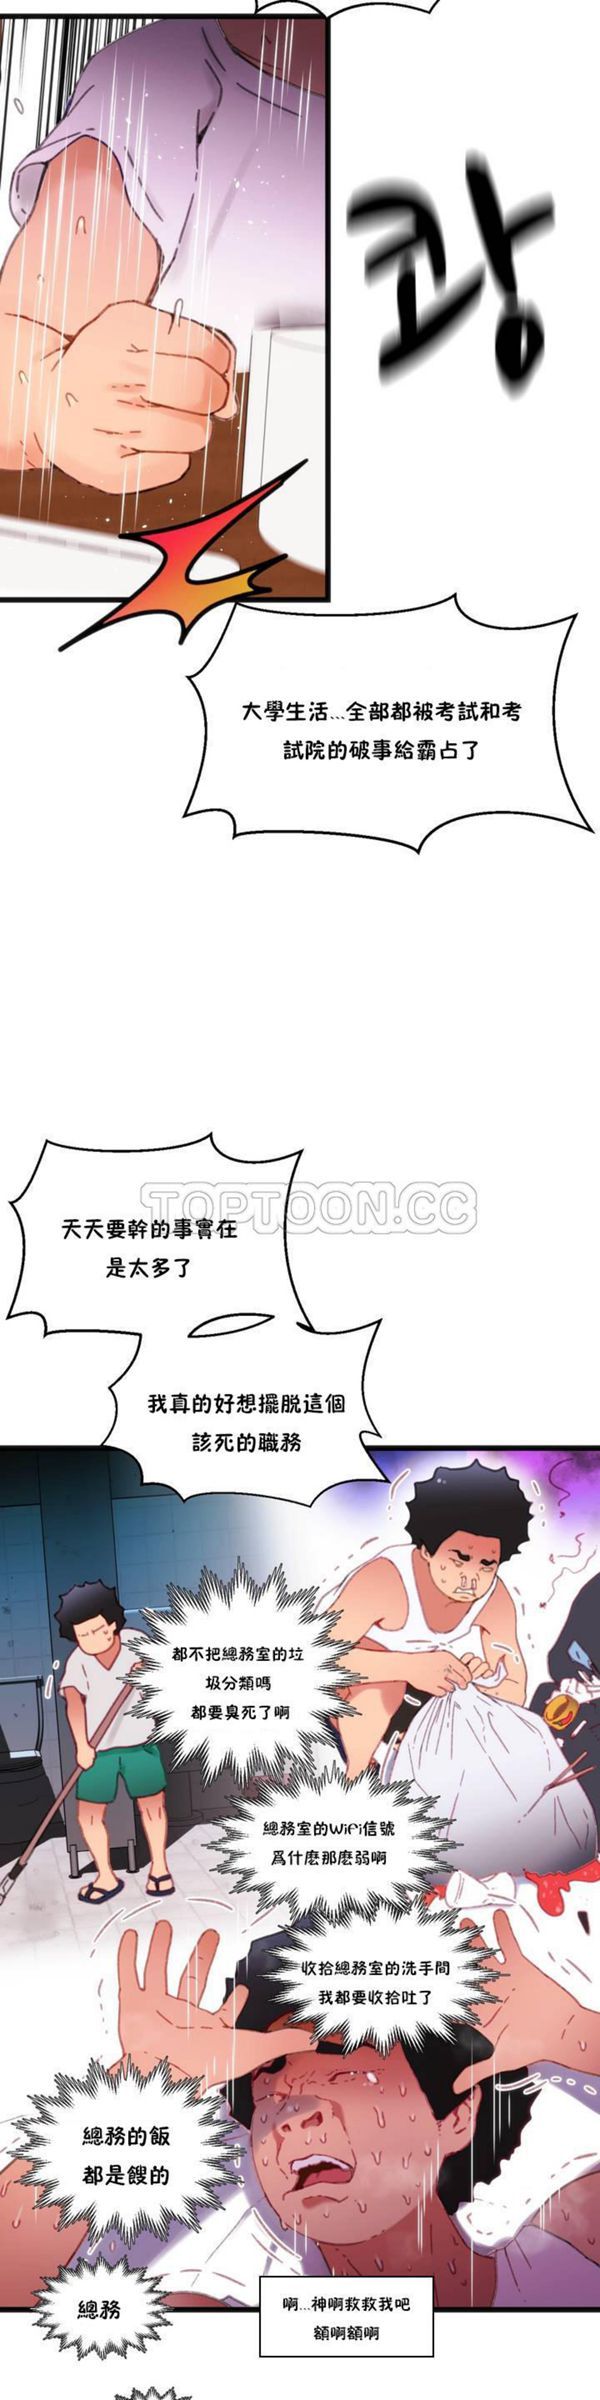 쾅
大學生活...全部都被考試和考
試院的破事給霸占了
TOPTOON.CC
天天要幹的事實在
是太多了
我真的好想擺脫這個
該死的職務
都不把總務室的垃
圾分類嗎
都要臭死了啊
總務室的WiFi信號
爲什麽那麽弱啊
收拾總務室的洗手間
我都要收拾吐了
總務的飯
都是餿的
總務
啊...神啊救救我吧
額啊額啊